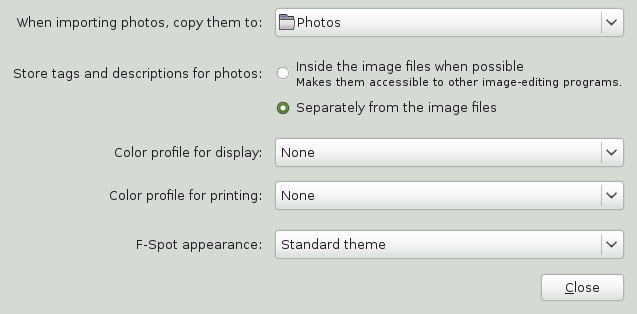 When importing photos, copy them to: Photos
Store tags and descriptions for photos: Inside the image files when possible
Makes them accessible to other image-editing programs.
Separately from the image files
Color profile for display: None
Color profile for printing: None
F-Spot appearance: Standard theme
Close